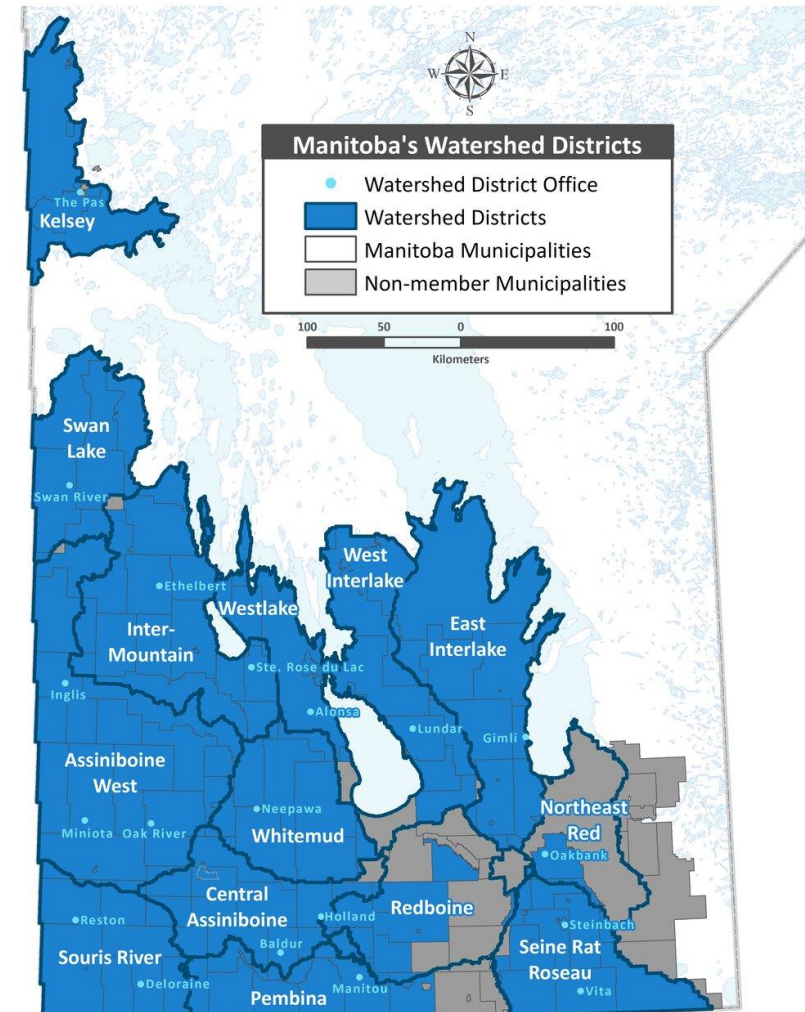 N
W E
S
Manitoba's Watershed Districts
Watershed District Office
Watershed Districts
Manitoba Municipalities
Non-member Municipalities
100 50 0 100
Kilometers
The Pas
Kelsey
Swan
Lake
Swan River
Ethelbert
Inter-
Mountain
Westlake
West
Interlake
East
Interlake
Ste. Rose du Lac
Inglis
Alonsa
Lundar
Gimli
Assiniboine
West
Miniota
Oak River
Neepawa
Whitemud
Northeast
Red
Oakbank
Central
Assiniboine
Holland
Redboine
Reston
Baldur
Steinbach
Souris River
Seine Rat
Roseau
Deloraine
Pembina
Manitou
Vita